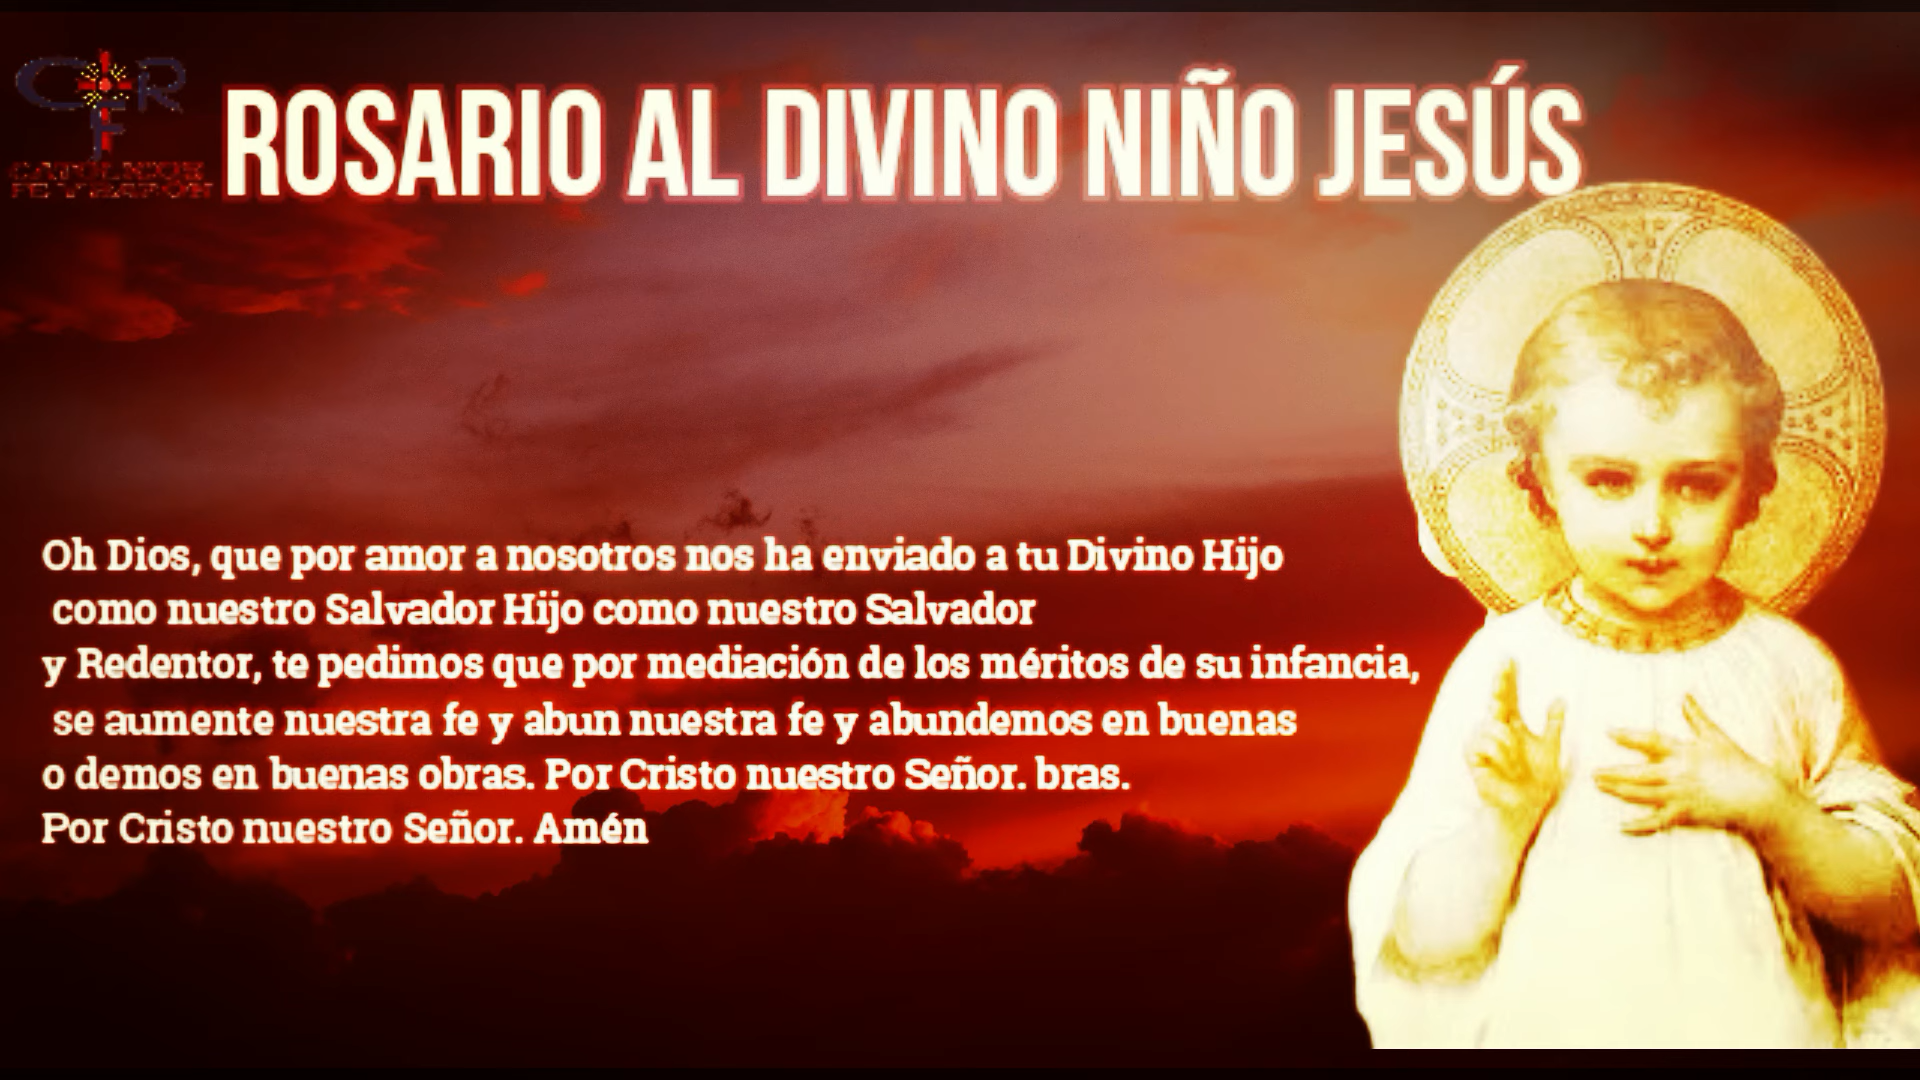 ROSARIO AL DIVINO NIÑO JESÚS
Oh Dios, que por amor a nosotros nos ha enviado a tu Divino Hijo
como nuestro Salvador Hijo como nuestro Salvador
y Redentor, te pedimos que por mediación de los méritos de su infancia,
se aumente nuestra fe y abun nuestra fe y abundemos en buenas
o demos en buenas obras. Por Cristo nuestro Señor. bras.
Por Cristo nuestro Señor. Amén